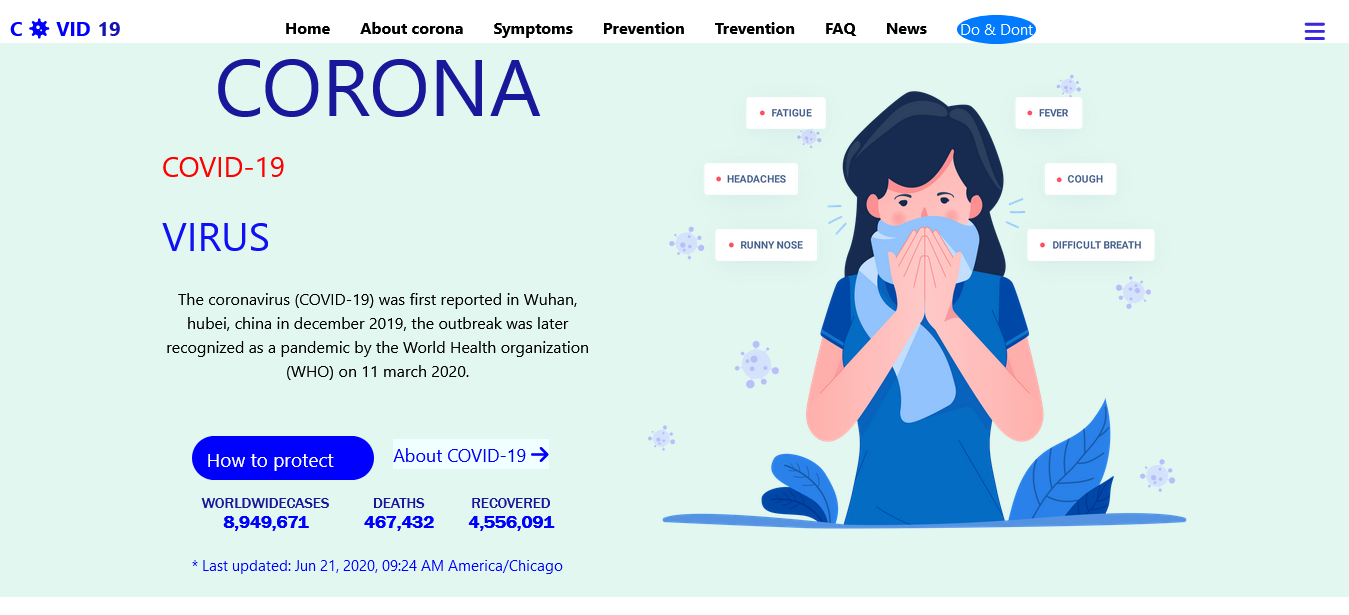 C VID 19
Home About corona Symptoms Prevention Trevention FAQ News Do & Dont
CORONA
COVID-19
VIRUS
The coronavirus (COVID-19) was first reported in Wuhan,
hubei, china in december 2019, the outbreak was later
recognized as a pandemic by the World Health organization
(WHO) on 11 march 2020.
How to protect
About COVID-19
WORLDWIDECASES DEATHS RECOVERED
8,949,671 467,432 4,556,091
* Last updated: Jun 21, 2020, 09:24 AM America/Chicago
FATIGUE
FEVER
HEADACHES
COUGH
RUNNY NOSE
DIFFICULT BREATH